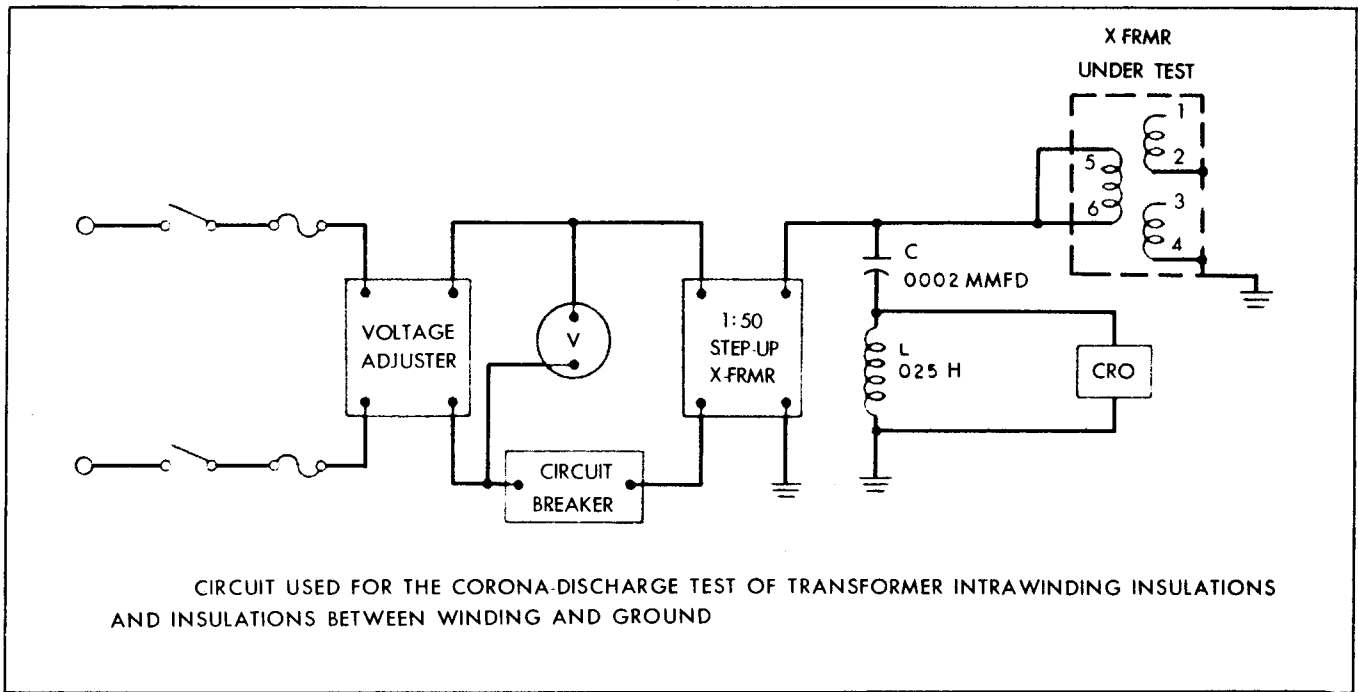 X FRMR
UNDER TEST
1
2
3
4
5
6
VOLTAGE
ADJUSTER
V
1:50
STEP-UP
X-FRMR
C
0002 MMFD
L
025 H
CRO
CIRCUIT
BREAKER
CIRCUIT USED FOR THE CORONA-DISCHARGE TEST OF TRANSFORMER INTRAWINDING INSULATIONS
AND INSULATIONS BETWEEN WINDING AND GROUND